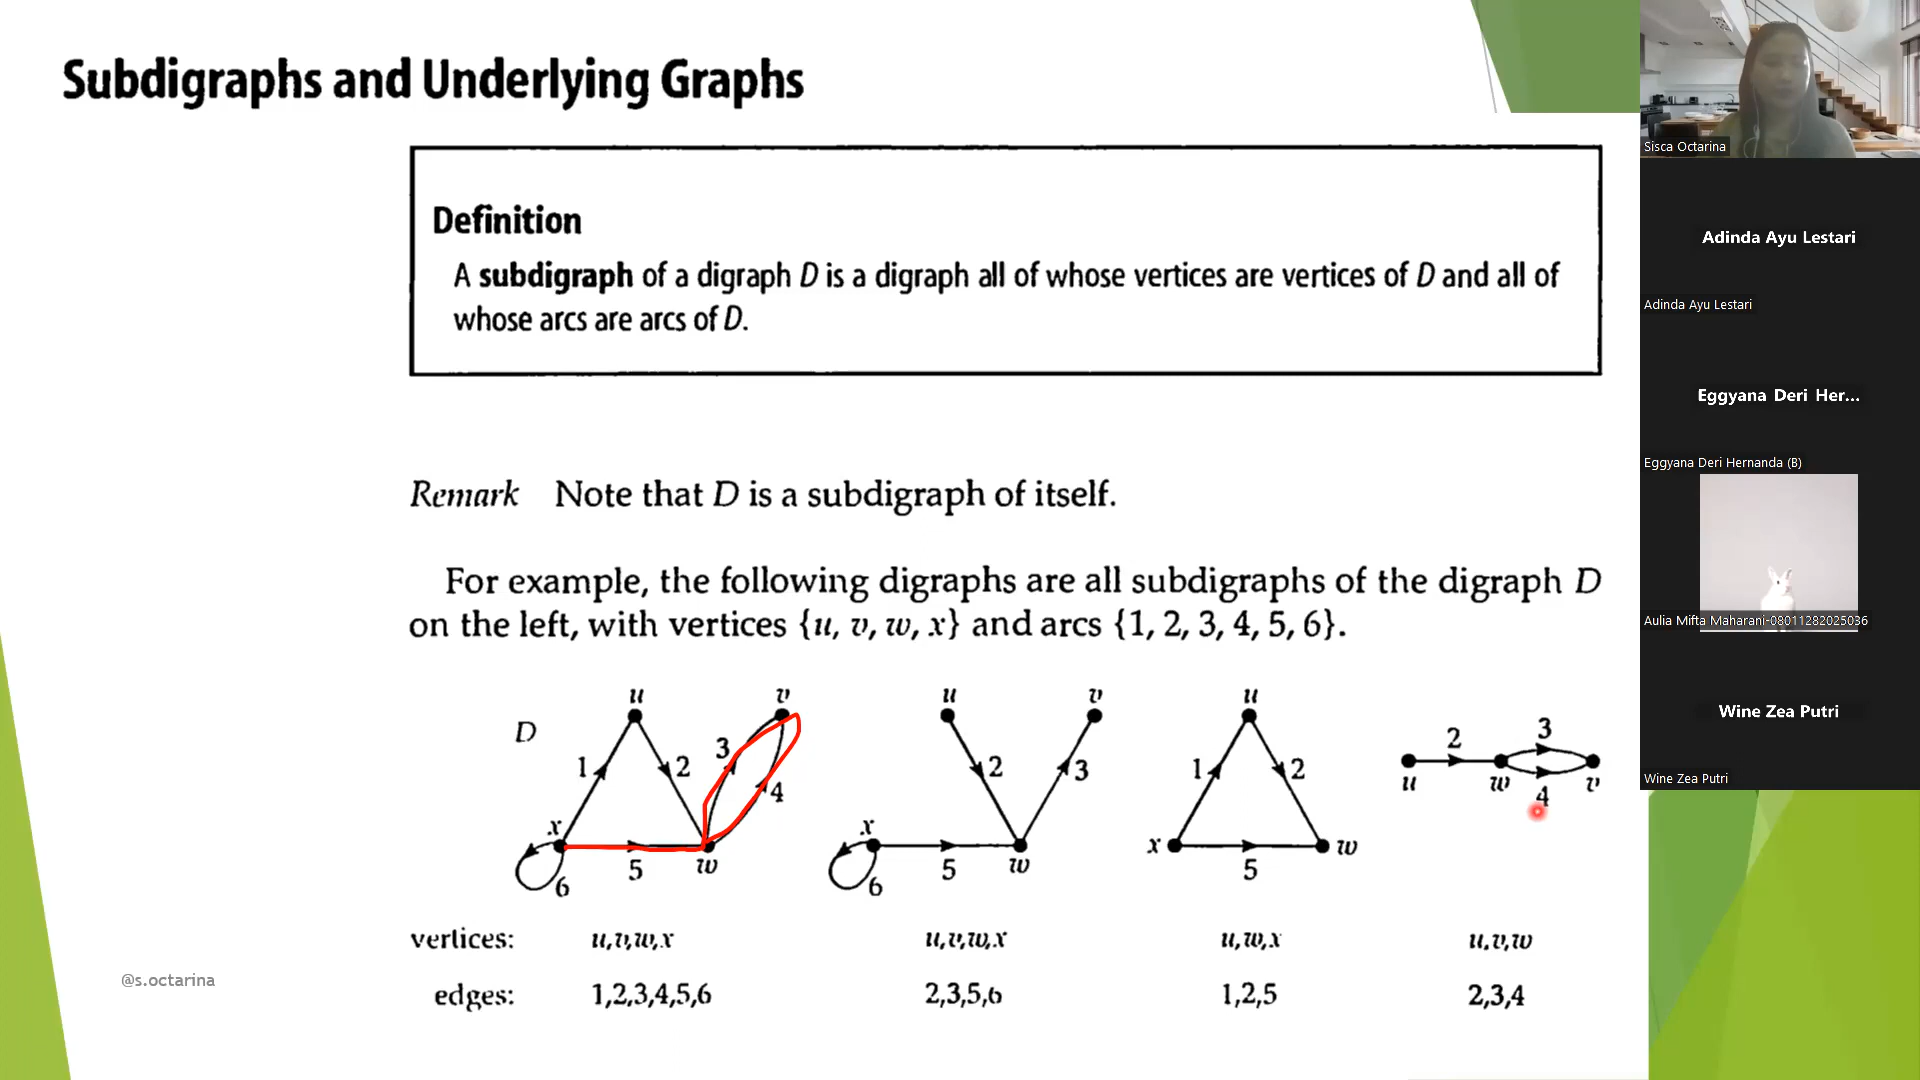 Subdigraphs and Underlying Graphs
Definition
A subdigraph of a digraph D is a digraph all of whose vertices are vertices of D and all of
whose arcs are arcs of D.
Remark Note that D is a subdigraph of itself.
For example, the following digraphs are all subdigraphs of the digraph D
on the left, with vertices {u, v, w, x} and arcs {1, 2, 3, 4, 5, 6}.
D
u
v
1
2
3
4
x
w
5
6
u
v
2
3
x
w
5
6
u
1
2
x
w
5
2
3
u
w
4
v
vertices: u,v,w,x u,v,w,x u,w,x u,v,w
edges: 1,2,3,4,5,6 2,3,5,6 1,2,5 2,3,4
@s.octarina
Sisca Octarina
Adinda Ayu Lestari
Adinda Ayu Lestari
Eggyana Deri Her...
Eggyana Deri Hernanda (B)
Aulia Mifta Maharani-08011282025036
Wine Zea Putri
Wine Zea Putri